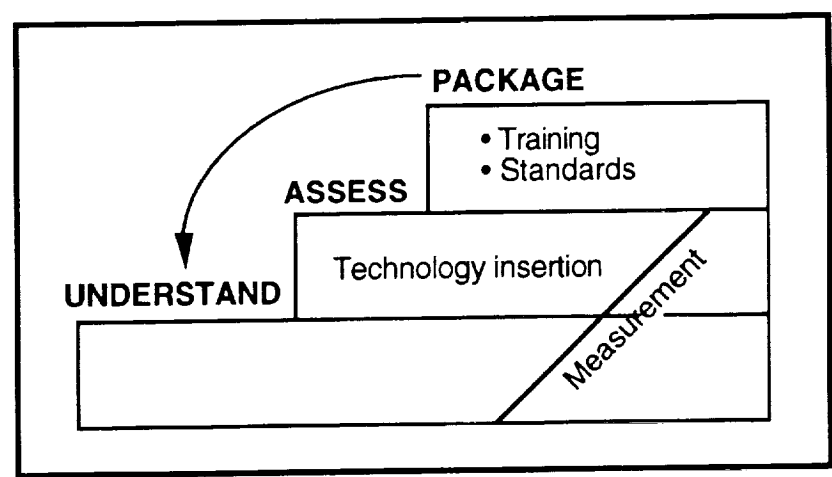 PACKAGE
• Training
• Standards
ASSESS
Technology insertion
UNDERSTAND
Measurement